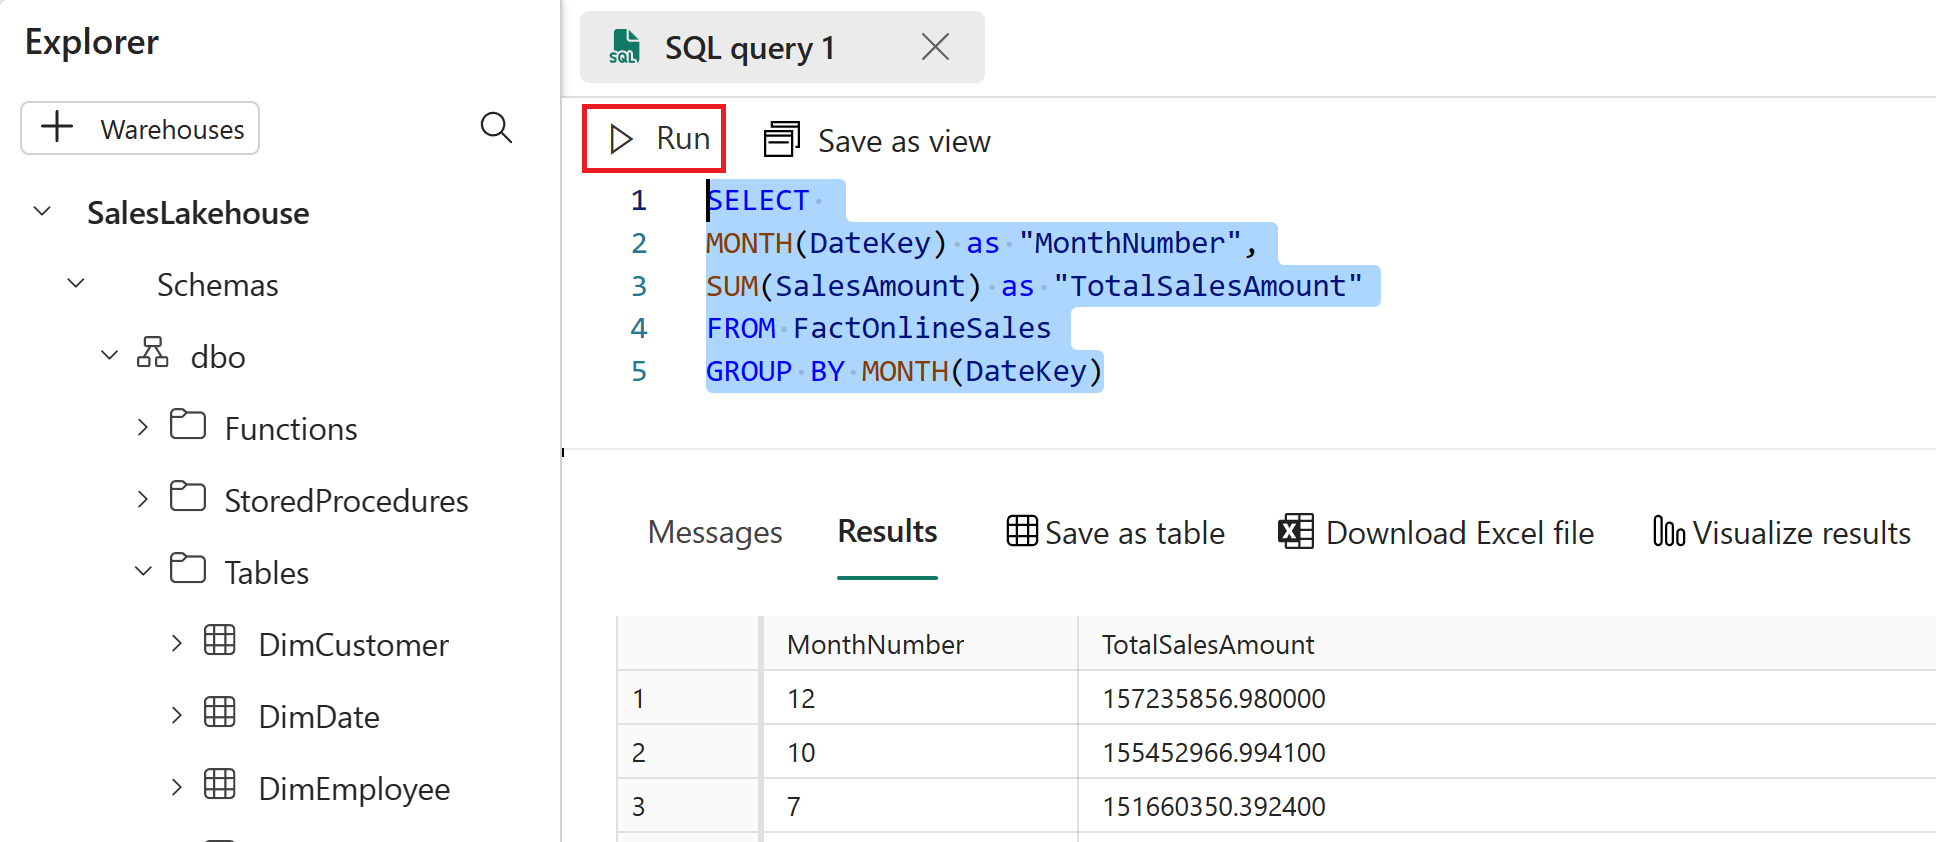 Explorer
Warehouses
SalesLakehouse
Schemas
dbo
Functions
StoredProcedures
Tables
DimCustomer
DimDate
DimEmployee
SQL
SQL query 1
Run
Save as view
1 SELECT
2 MONTH(DateKey) as "MonthNumber",
3 SUM(SalesAmount) as "TotalSalesAmount"
4 FROM FactOnlineSales
5 GROUP BY MONTH(DateKey)
Messages Results Save as table Download Excel file Visualize results
MonthNumber TotalSalesAmount
1 12 157235856.980000
2 10 155452966.994100
3 7 151660350.392400